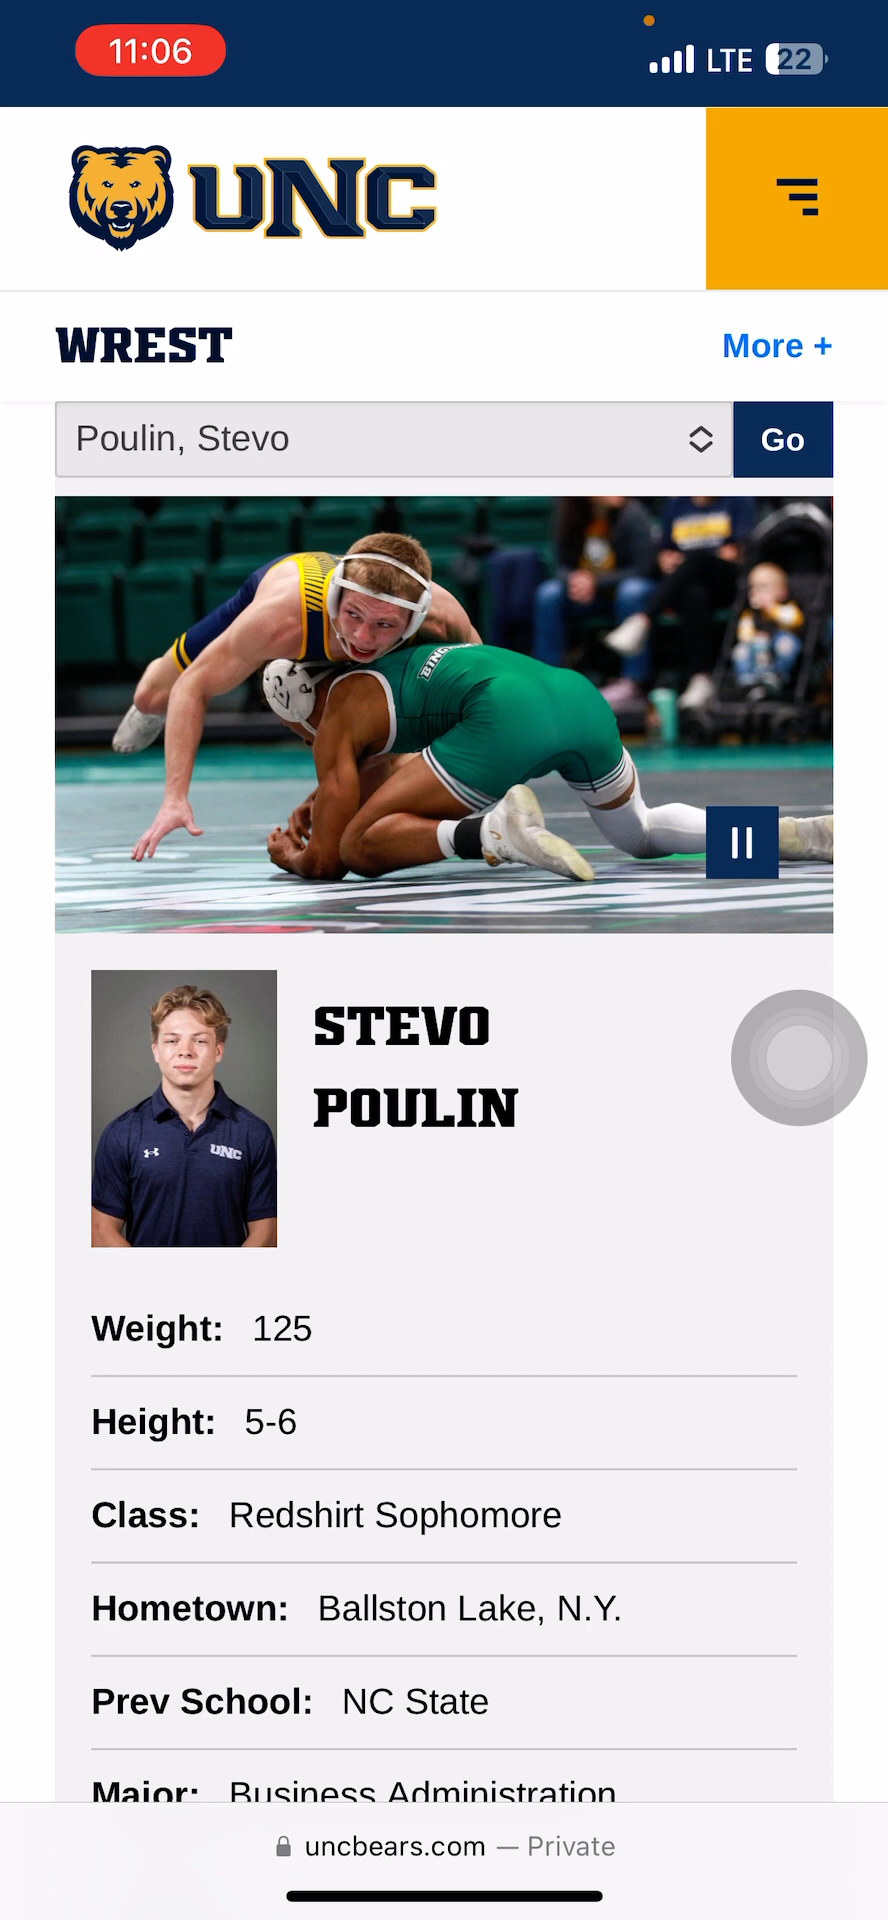 11:06
LTE 22
UNC
WREST
More +
Poulin, Stevo
Go
UNC
STEVO
POULIN
Weight: 125
Height: 5-6
Class: Redshirt Sophomore
Hometown: Ballston Lake, N.Y.
Prev School: NC State
Major: Business Administration
uncbears.com — Private